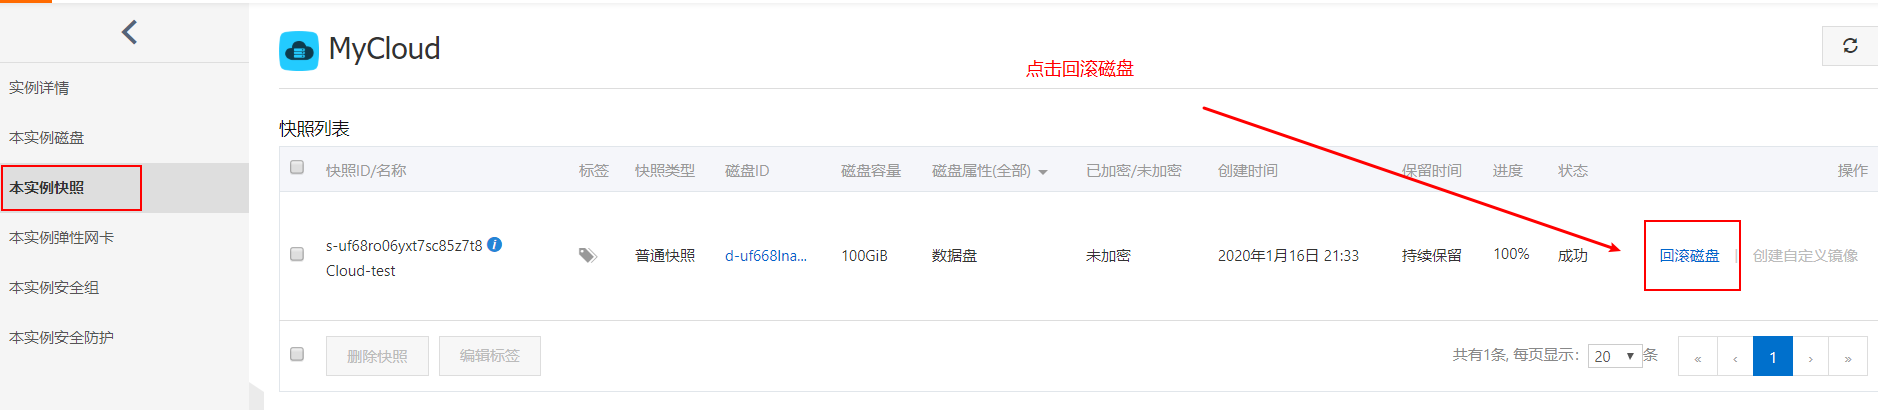 MyCloud
点击回滚磁盘
实例详情
本实例磁盘
本实例快照
本实例弹性网卡
本实例安全组
本实例安全防护
快照列表
快照ID/名称 标签 快照类型 磁盘ID 磁盘容量 磁盘属性(全部) 已加密/未加密 创建时间 保留时间 进度 状态 操作
s-uf68ro06yxt7sc85z7t8
Cloud-test
普通快照 d-uf668lna... 100GiB 数据盘 未加密 2020年1月16日 21:33 持续保留 100% 成功 回滚磁盘 | 创建自定义镜像
删除快照 编辑标签 共有1条, 每页显示: 20 条 « ‹ 1 › »